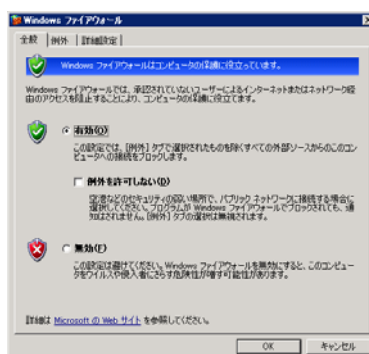 Windows ファイアウォール
全般 例外 詳細設定
Windows ファイアウォールはコンピュータの保護に役立っています。
Windows ファイアウォールでは、承認されていないユーザーによるインターネットまたはネットワーク経
由のアクセスを阻止することにより、コンピュータの保護に役立てます。
有効(O)
この設定では、[例外] タブで選択されたものを除くすべての外部ソースからのこのコン
ピュータへの接続をブロックします。
例外を許可しない(D)
空港などのセキュリティの弱い場所で、パブリック ネットワークに接続する場合に
選択してください。プログラムが Windows ファイアウォールでブロックされても、通
知はされません。[例外] タブの選択は無視されます。
無効(F)
この設定は避けてください。Windows ファイアウォールを無効にすると、このコンピュー
タをウイルスや侵入者にさらす危険性が増す可能性があります。
詳細は Microsoft の Web サイト を参照してください。
OK キャンセル